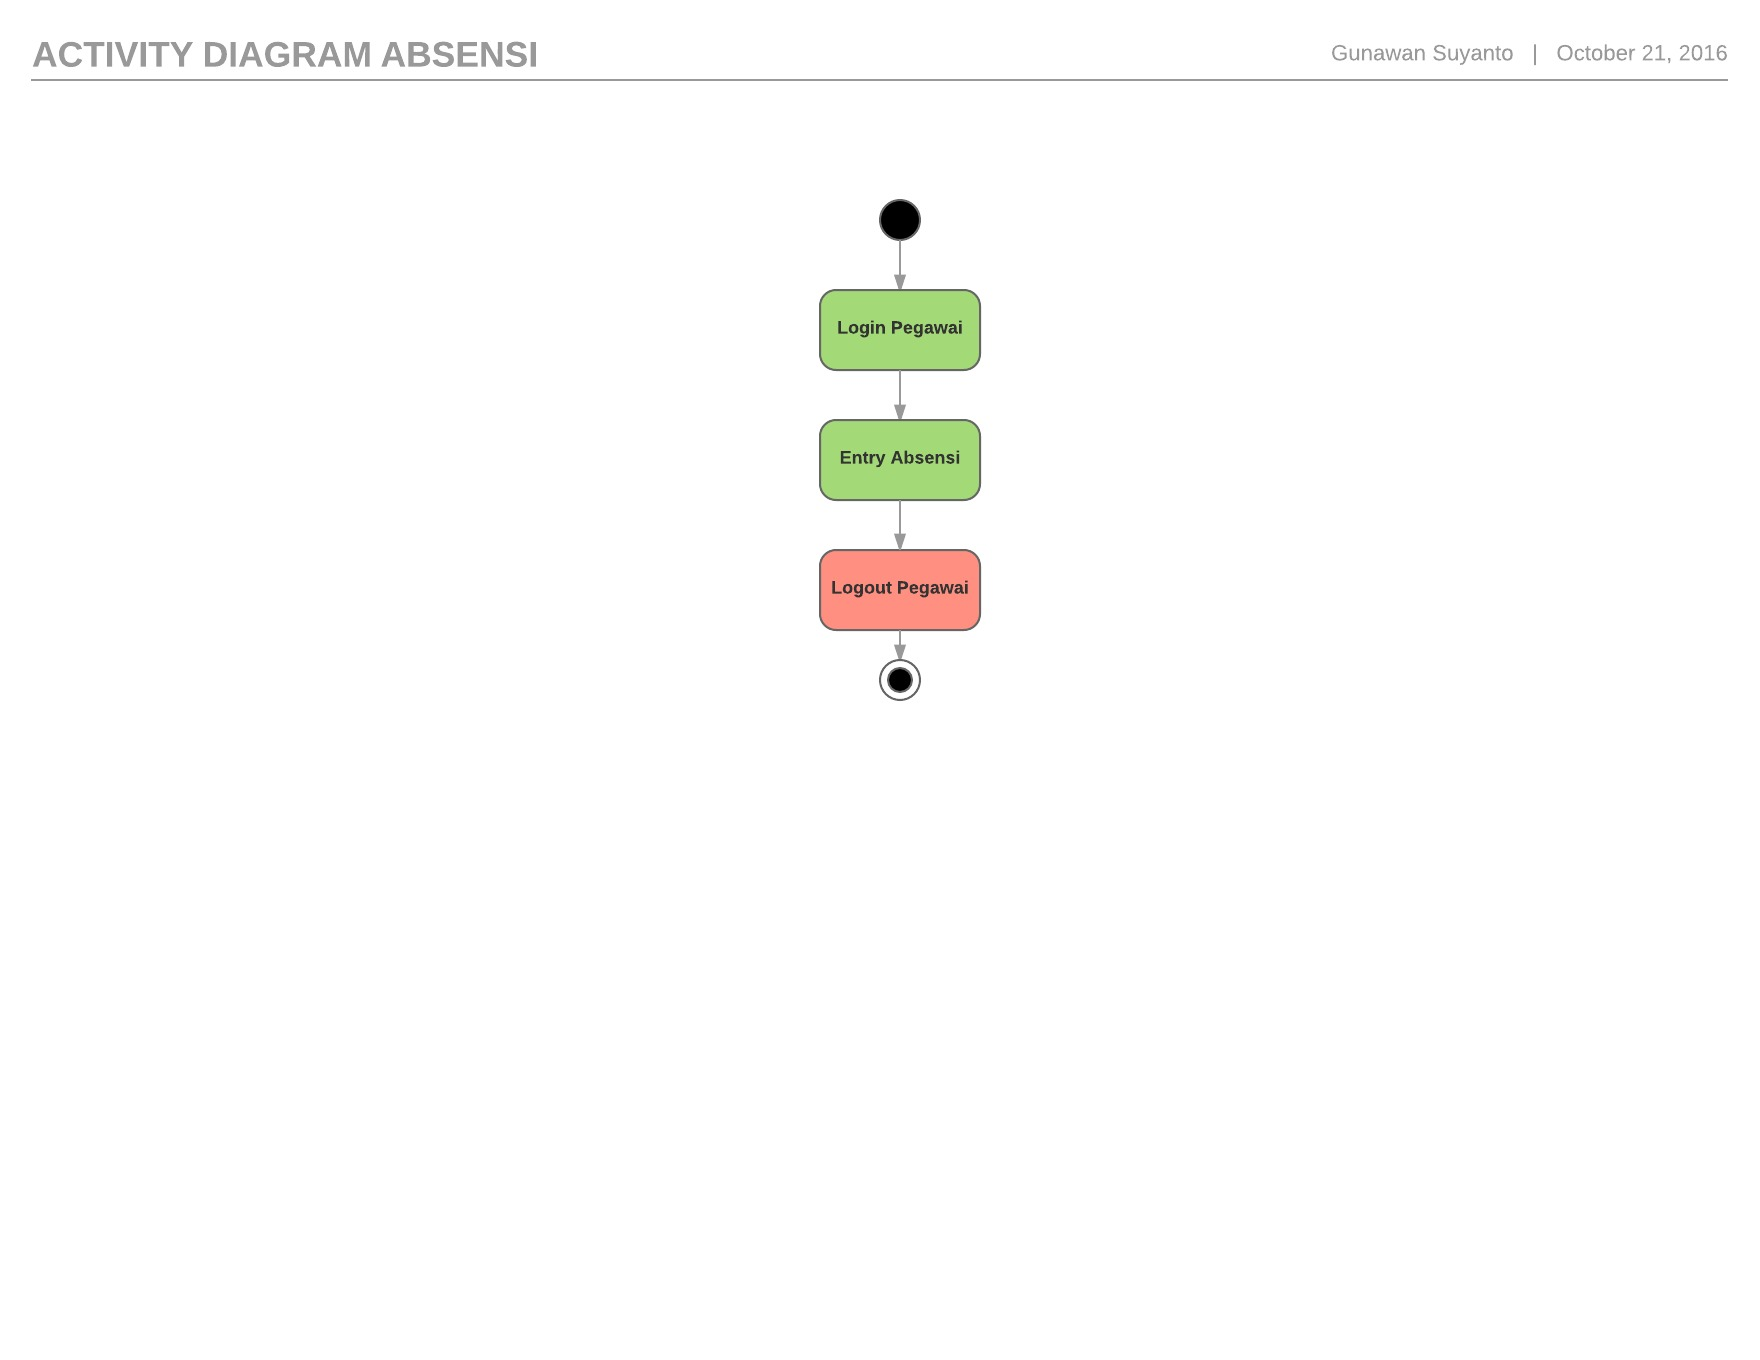 ACTIVITY DIAGRAM ABSENSI
Gunawan Suyanto | October 21, 2016
Login Pegawai
Entry Absensi
Logout Pegawai